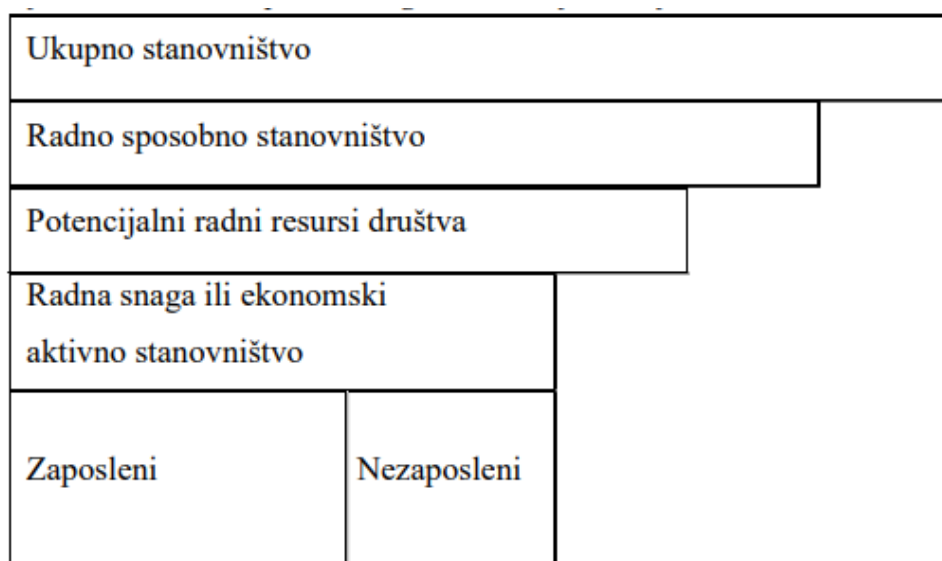 Ukupno stanovništvo
Radno sposobno stanovništvo
Potencijalni radni resursi društva
Radna snaga ili ekonomski
aktivno stanovništvo
Zaposleni
Nezaposleni